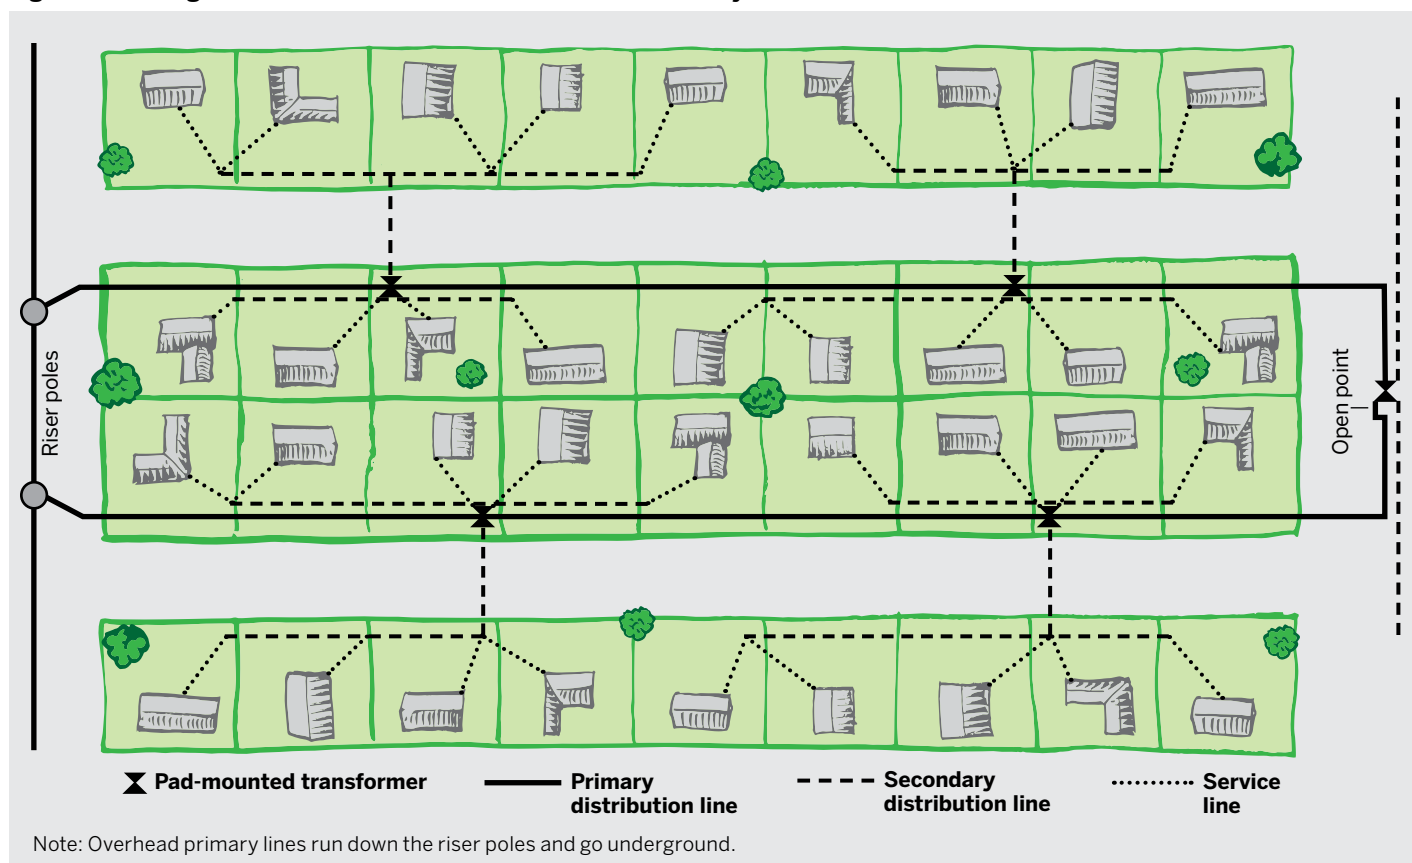 Riser poles
Open point
Pad-mounted transformer
Primary
distribution line
Secondary
distribution line
Service
line
Note: Overhead primary lines run down the riser poles and go underground.